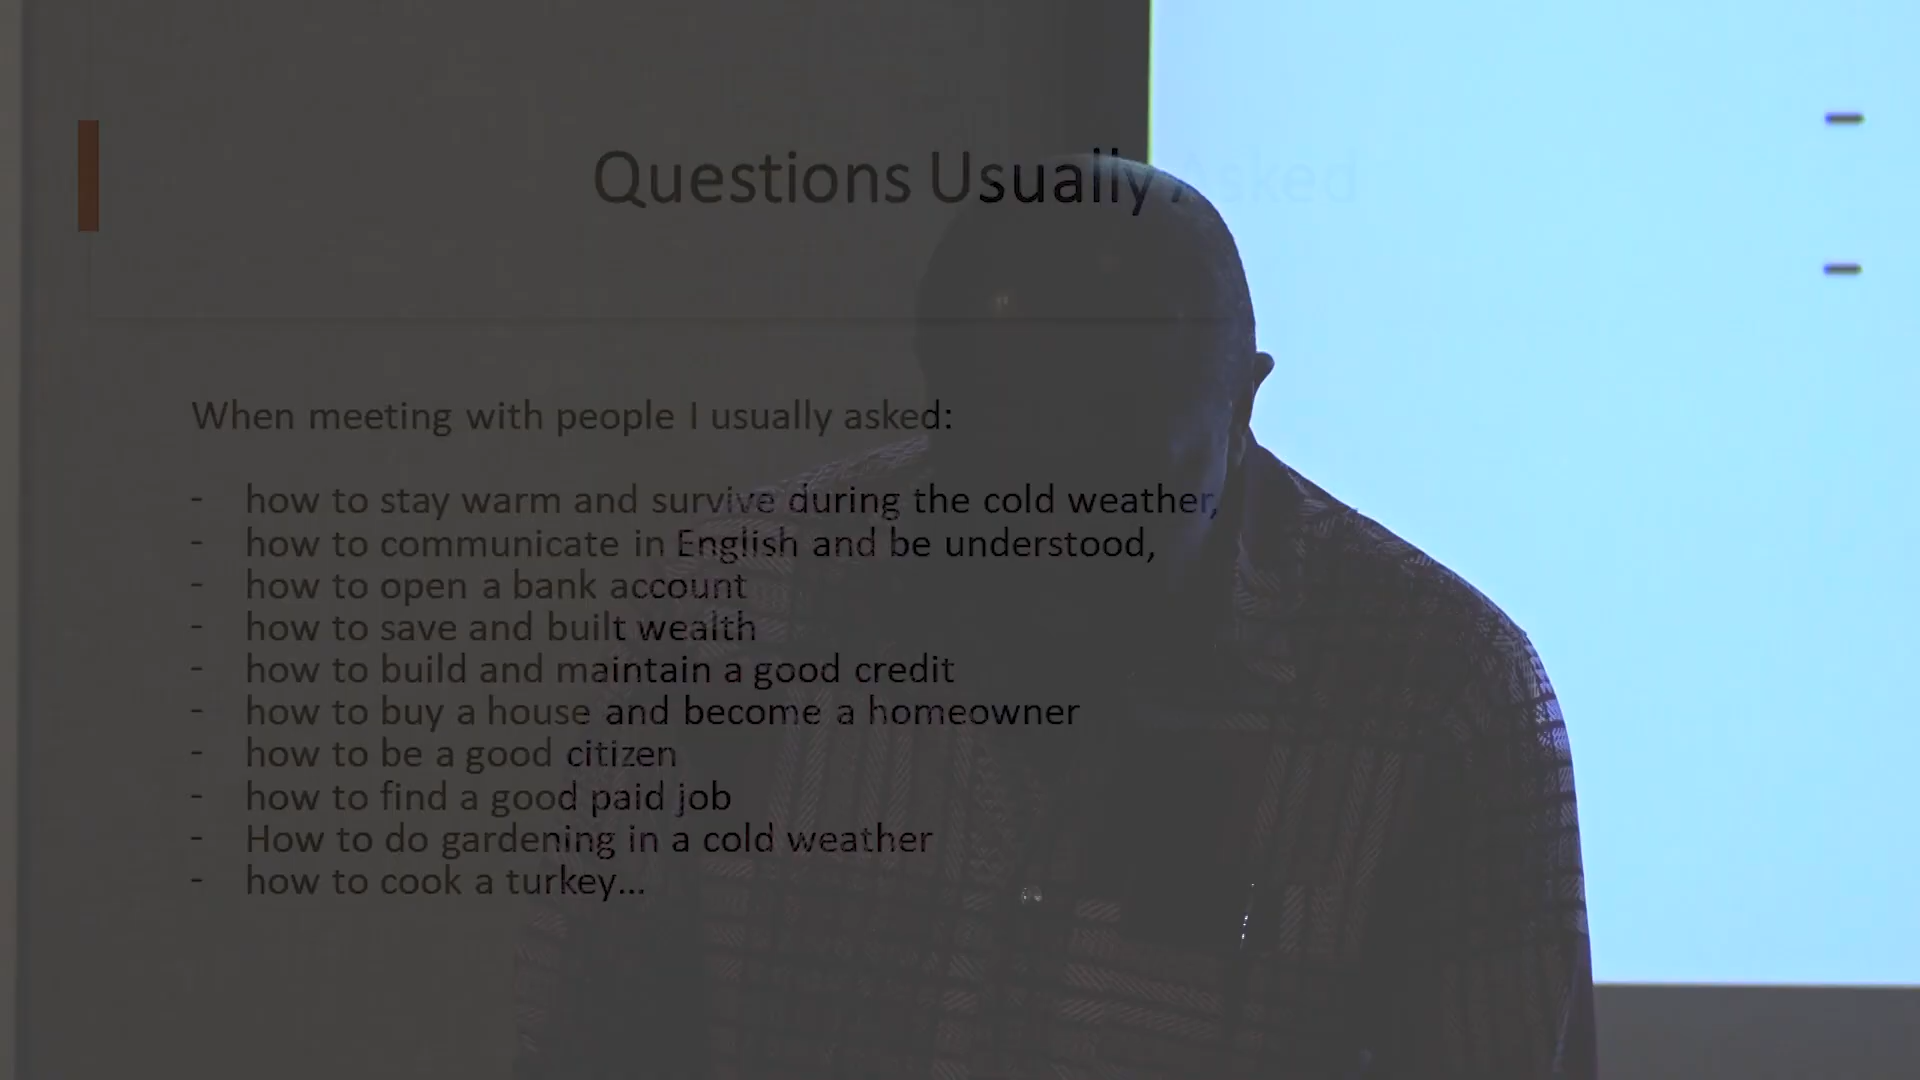 Questions Usually Asked
When meeting with people I usually asked:
- how to stay warm and survive during the cold weather,
- how to communicate in English and be understood,
- how to open a bank account
- how to save and built wealth
- how to build and maintain a good credit
- how to buy a house and become a homeowner
- how to be a good citizen
- how to find a good paid job
- How to do gardening in a cold weather
- how to cook a turkey...